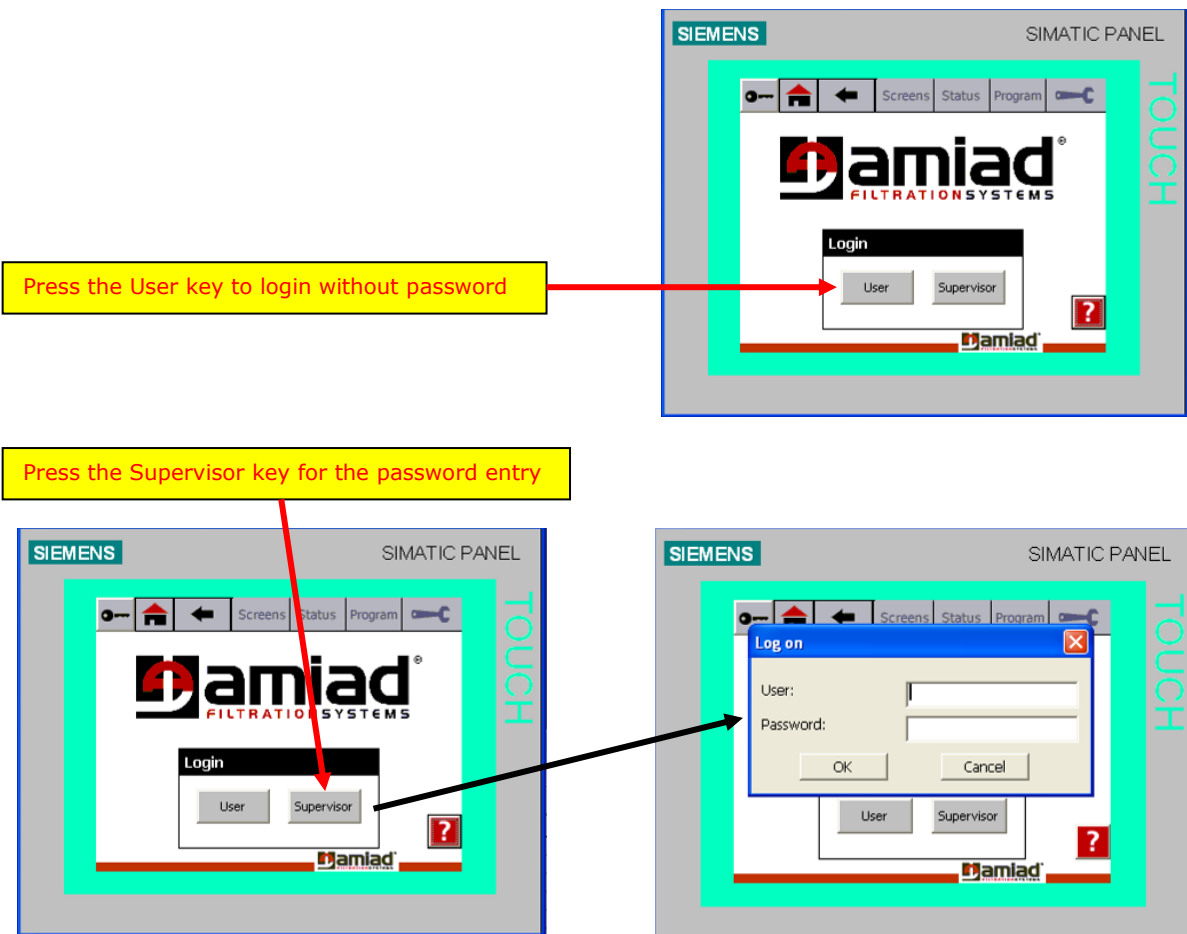 SIEMENS SIMATIC PANEL
TOUCH
Screens Status Program
amiad®
FILTRATIONSYSTEMS
Login
Press the User key to login without password
User Supervisor
?
amiad
FILTRATIONSYSTEMS
Press the Supervisor key for the password entry
SIEMENS SIMATIC PANEL
TOUCH
Screens Status Program
amiad®
FILTRATIONSYSTEMS
Login
User Supervisor
?
amiad
FILTRATIONSYSTEMS
SIEMENS SIMATIC PANEL
TOUCH
Screens Status Program
Log on
User:
Password:
OK Cancel
User Supervisor
?
amiad
FILTRATIONSYSTEMS